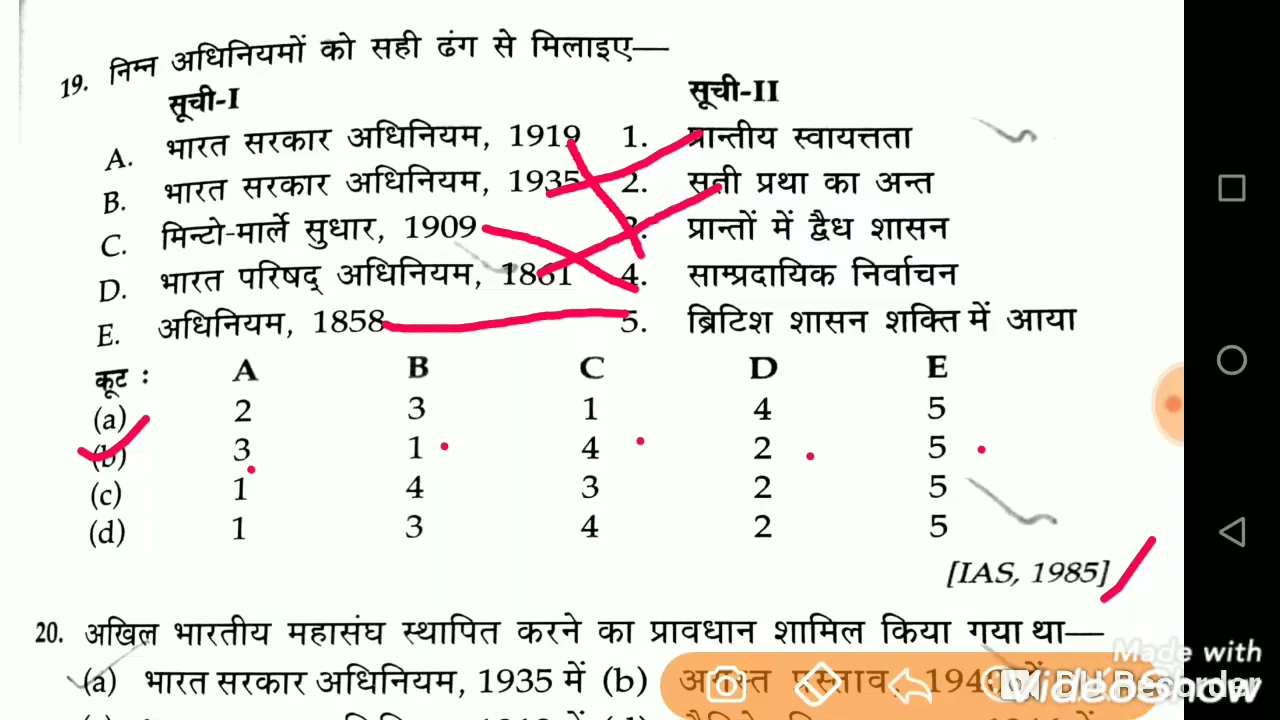 19. निम्न अधिनियमों को सही ढंग से मिलाइए—
सूची-I सूची-II
A. भारत सरकार अधिनियम, 1919 1. प्रान्तीय स्वायत्तता
B. भारत सरकार अधिनियम, 1935 2. सती प्रथा का अन्त
C. मिन्टो-मार्ले सुधार, 1909 3. प्रान्तों में द्वैध शासन
D. भारत परिषद् अधिनियम, 1861 4. साम्प्रदायिक निर्वाचन
E. अधिनियम, 1858 5. ब्रिटिश शासन शक्ति में आया
कूट : A B C D E
(a) 2 3 1 4 5
(b) 3 1 4 2 5
(c) 1 4 3 2 5
(d) 1 3 4 2 5
[IAS, 1985]
20. अखिल भारतीय महासंघ स्थापित करने का प्रावधान शामिल किया गया था—
(a) भारत सरकार अधिनियम, 1935 में (b) अगस्त प्रस्ताव, में
Made with
VideoShow